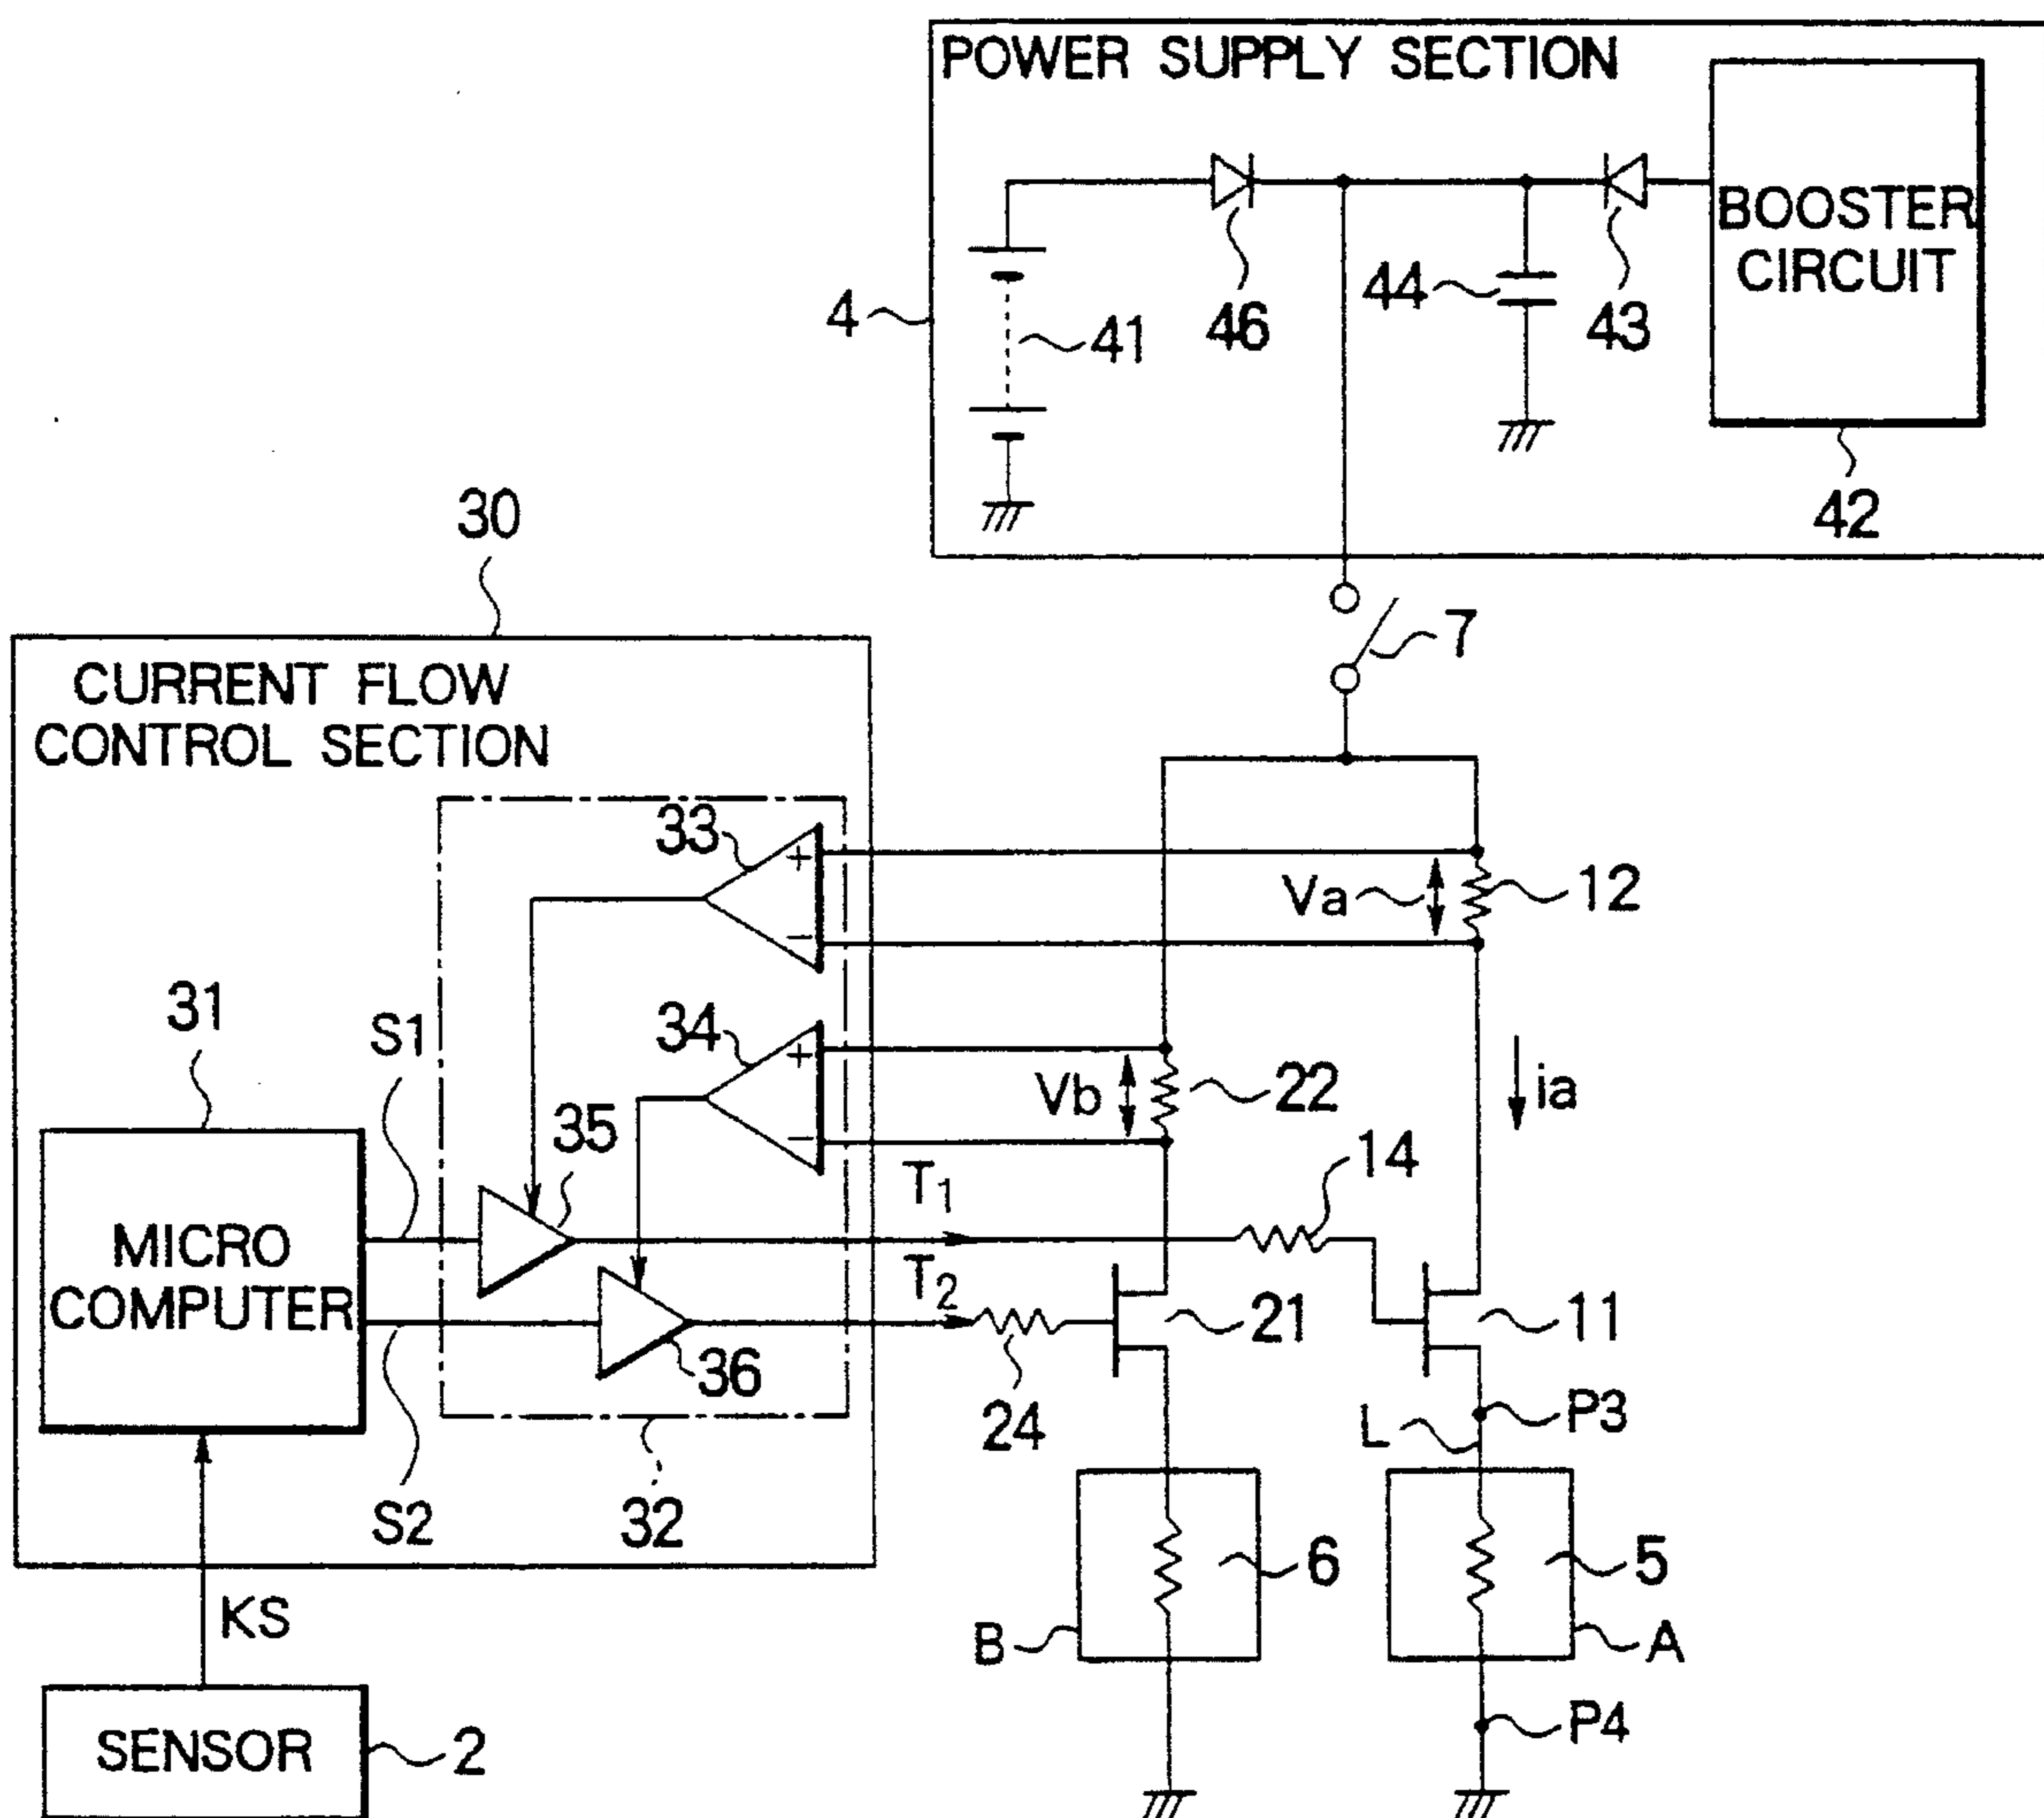 POWER SUPPLY SECTION
BOOSTER
CIRCUIT
4
41
46
44
43
42
30
7
CURRENT FLOW
CONTROL SECTION
33
+
−
Va
12
31
S1
34
+
−
Vb
22
ia
35
14
T1
MICRO
COMPUTER
T2
21
11
36
24
P3
L
S2
32
6
5
B
A
KS
P4
SENSOR
2